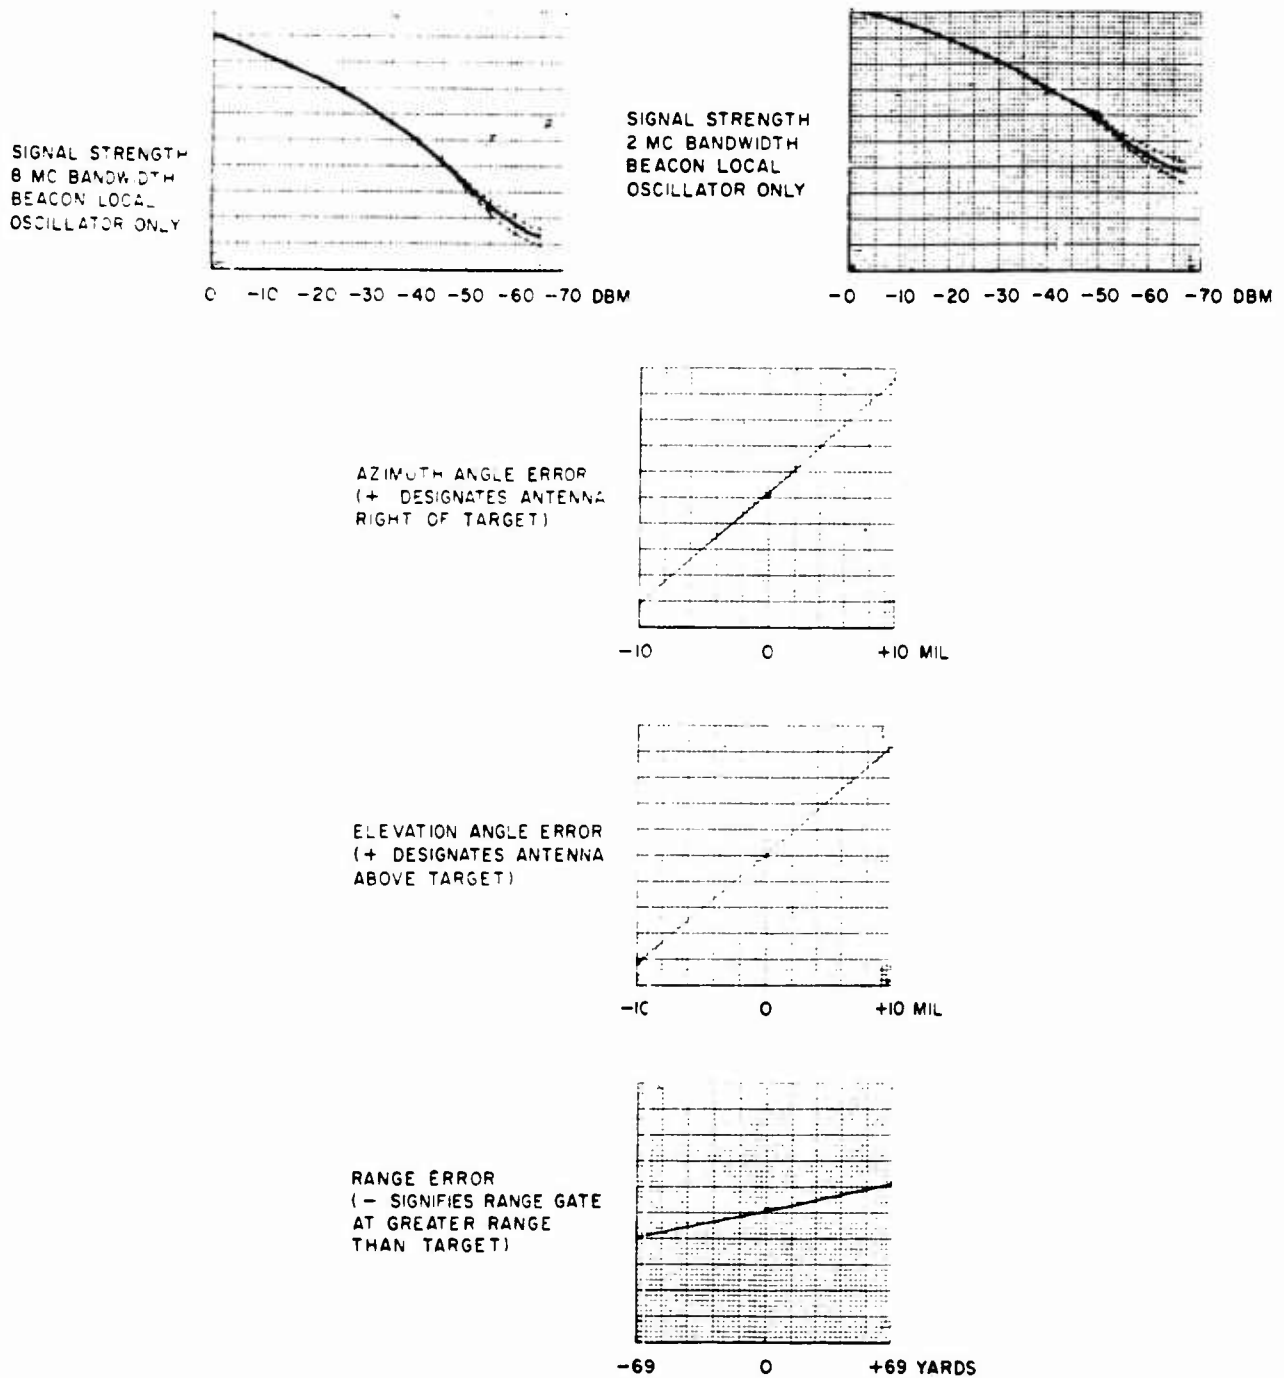 SIGNAL STRENGTH
8 MC BANDWIDTH
BEACON LOCAL
OSCILLATOR ONLY
0 -10 -20 -30 -40 -50 -60 -70 DBM
SIGNAL STRENGTH
2 MC BANDWIDTH
BEACON LOCAL
OSCILLATOR ONLY
-0 -10 -20 -30 -40 -50 -60 -70 DBM
AZIMUTH ANGLE ERROR
(+ DESIGNATES ANTENNA
RIGHT OF TARGET)
-10 0 +10 MIL
ELEVATION ANGLE ERROR
(+ DESIGNATES ANTENNA
ABOVE TARGET)
-10 0 +10 MIL
RANGE ERROR
(- SIGNIFIES RANGE GATE
AT GREATER RANGE
THAN TARGET)
-69 0 +69 YARDS